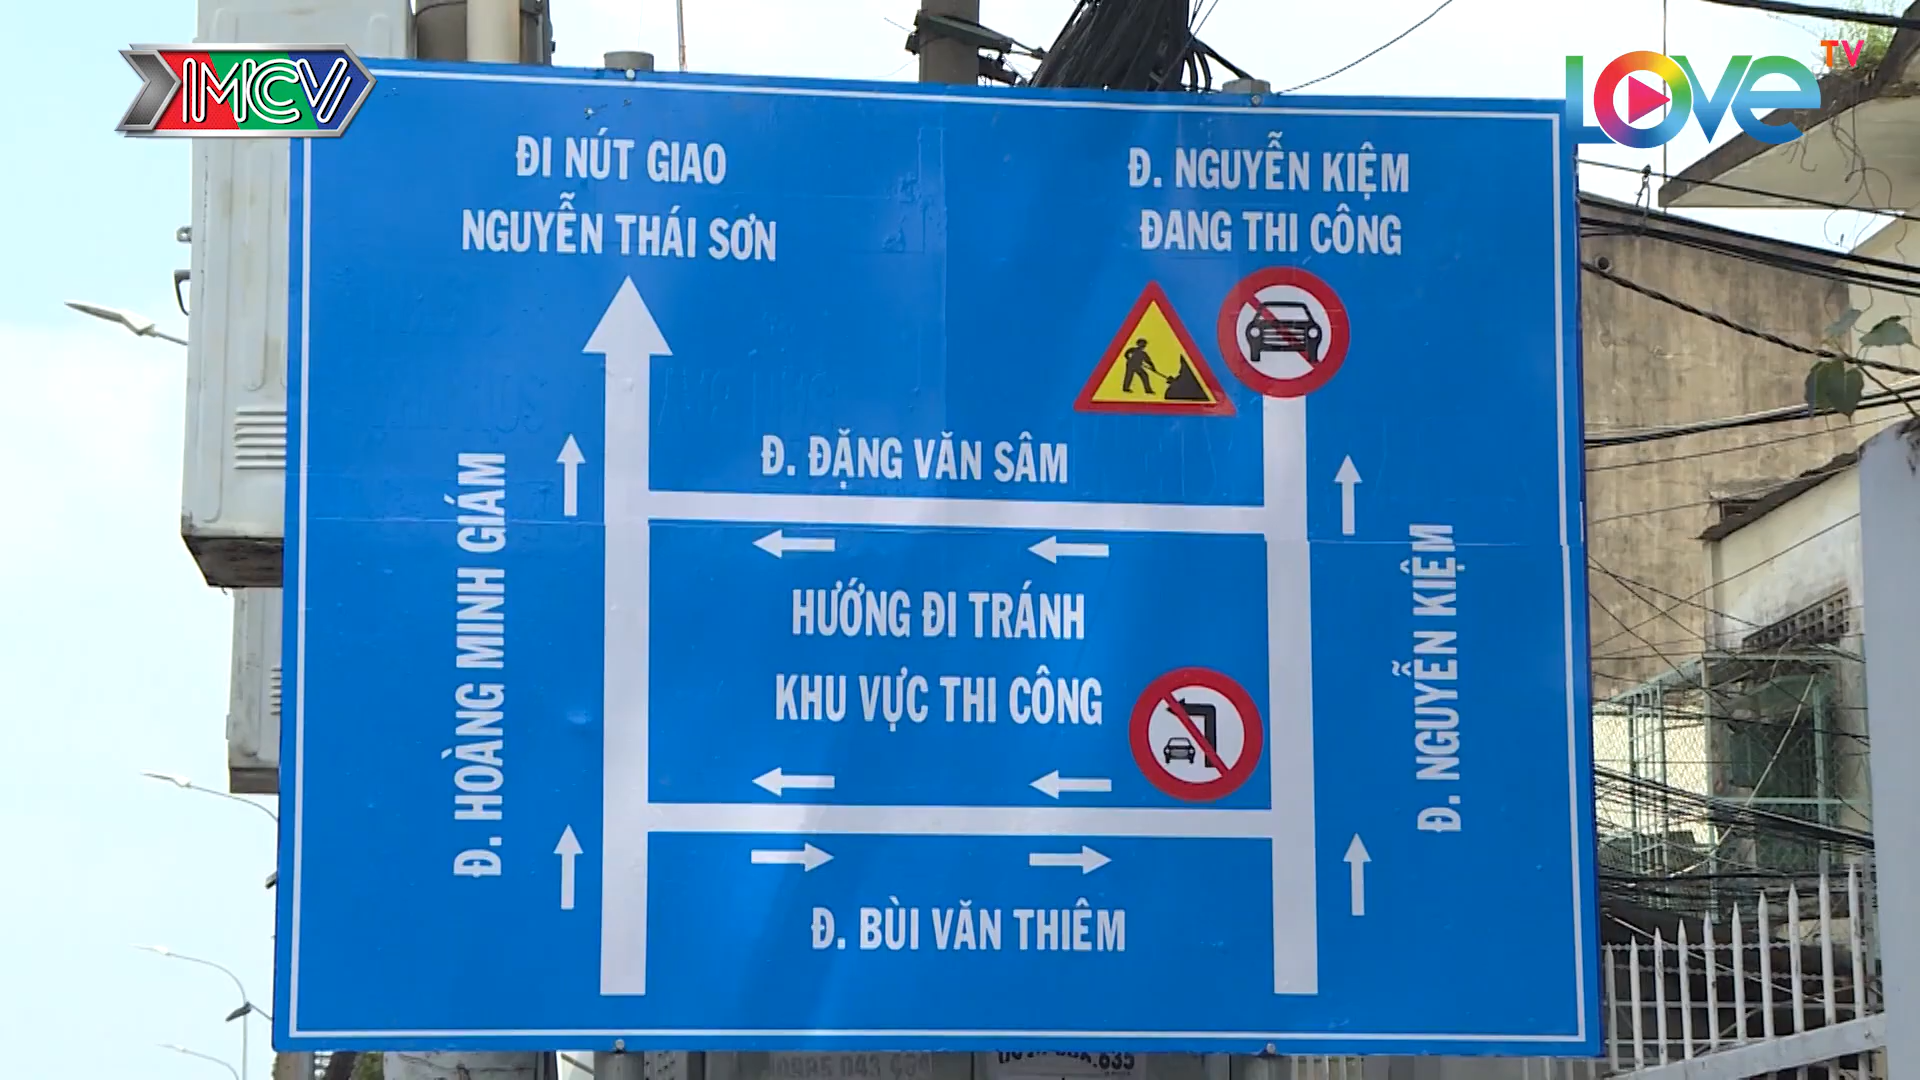 MCV
LOVE TV
ĐI NÚT GIAO
NGUYỄN THÁI SƠN
Đ. NGUYỄN KIỆM
ĐANG THI CÔNG
Đ. ĐẶNG VĂN SÂM
Đ. HOÀNG MINH GIÁM
HƯỚNG ĐI TRÁNH
KHU VỰC THI CÔNG
Đ. NGUYỄN KIỆM
Đ. BÙI VĂN THIÊM